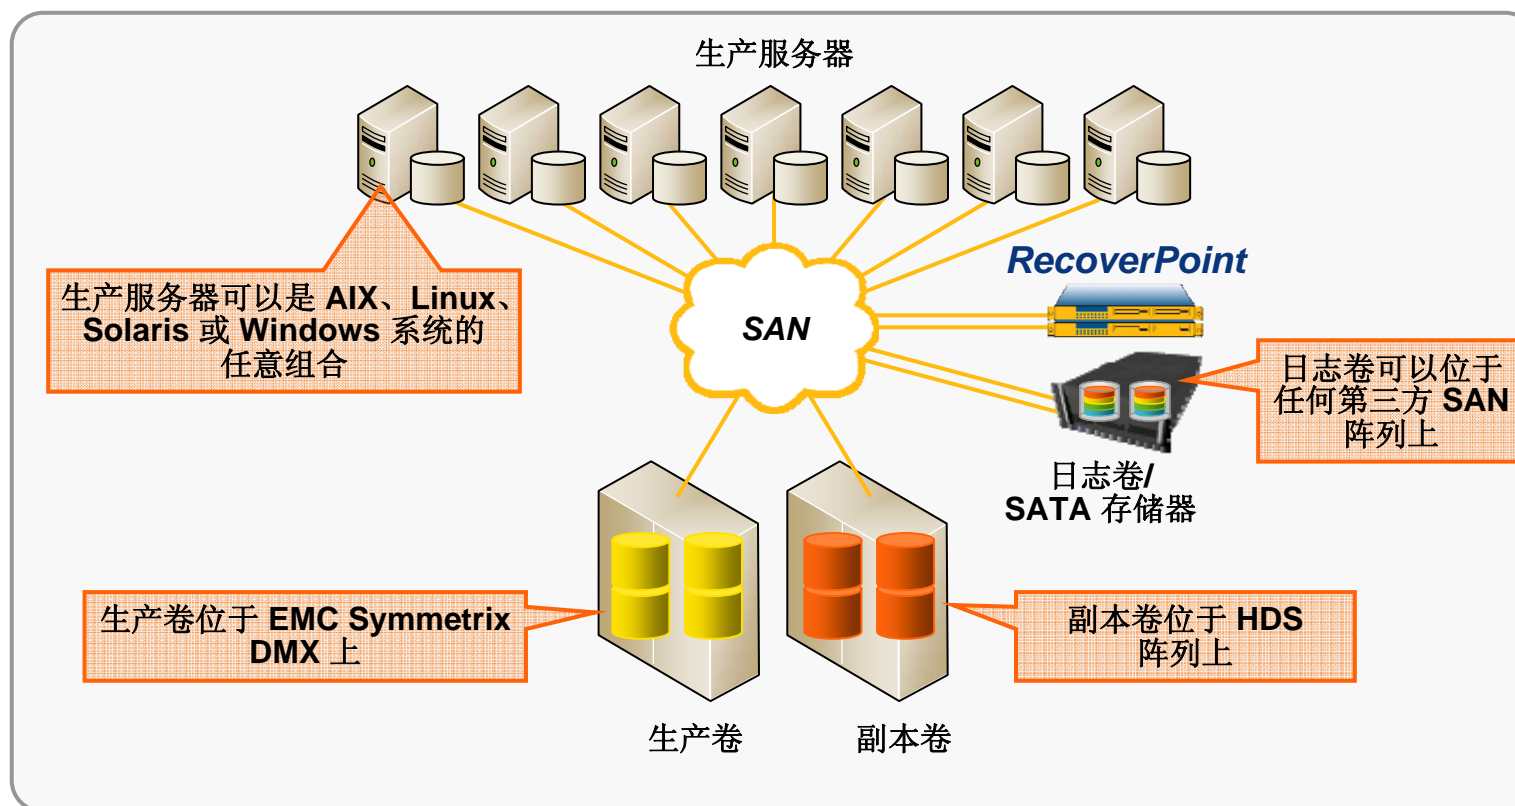 生产服务器
RecoverPoint
生产服务器可以是 AIX、Linux、
Solaris 或 Windows 系统的
任意组合
SAN
日志卷可以位于
任何第三方 SAN
阵列上
日志卷/
SATA 存储器
生产卷位于 EMC Symmetrix
DMX 上
副本卷位于 HDS
阵列上
生产卷
副本卷